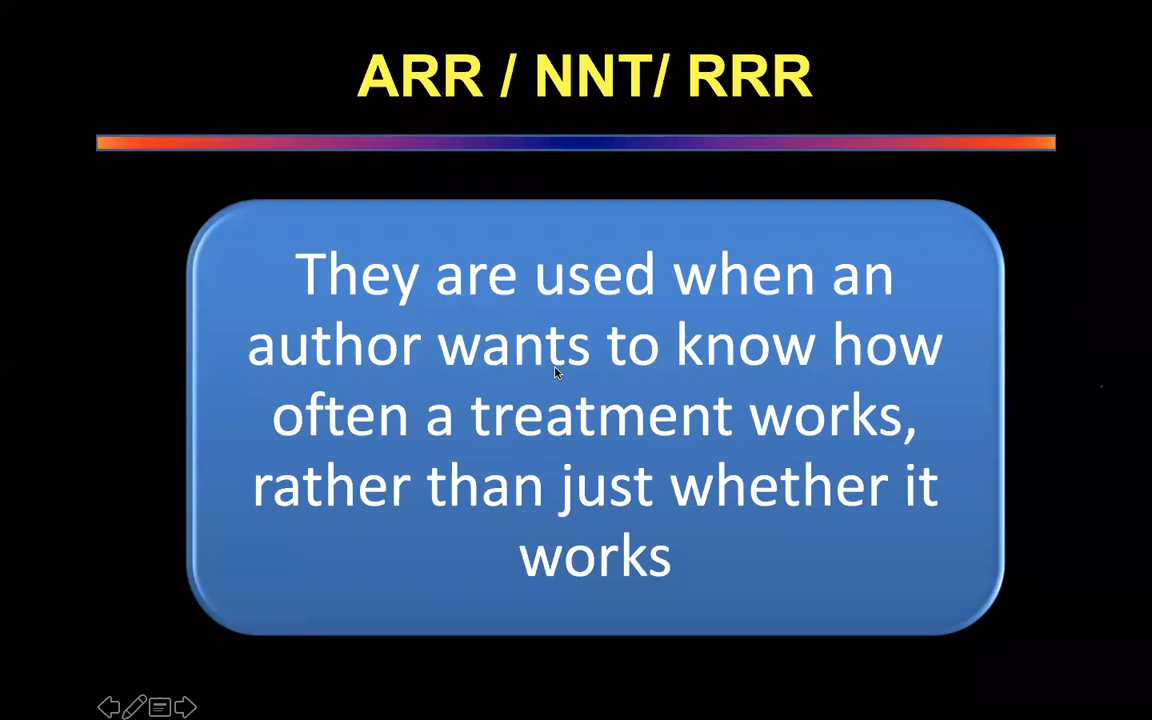 ARR / NNT/ RRR
They are used when an
author wants to know how
often a treatment works,
rather than just whether it
works